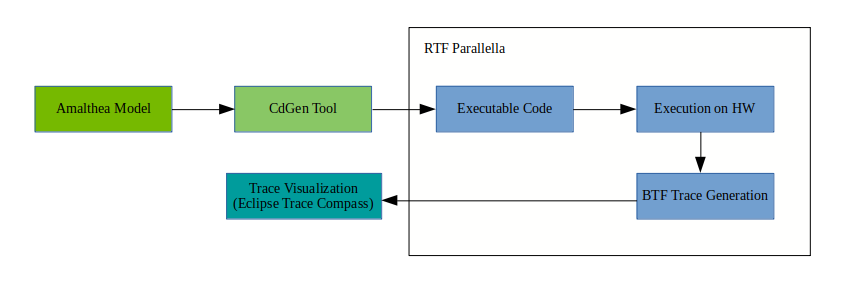 RTF Parallella
Amalthea Model
CdGen Tool
Executable Code
Execution on HW
Trace Visualization
(Eclipse Trace Compass)
BTF Trace Generation